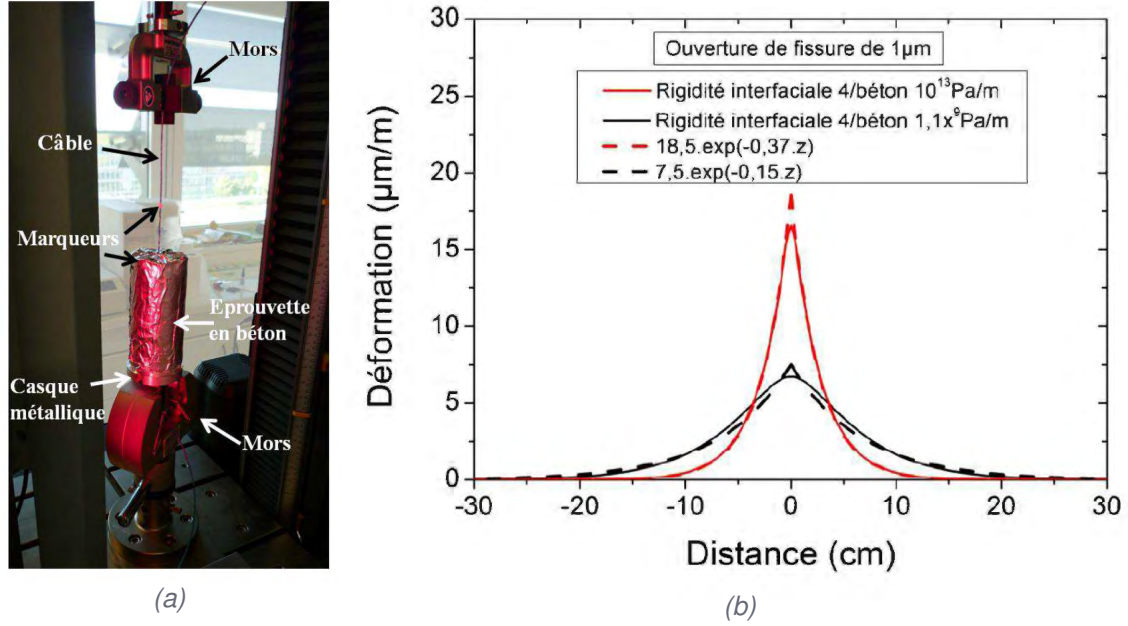 Mors
Câble
Marqueurs
Eprouvette
en béton
Casque
métallique
Mors
(a)
Ouverture de fissure de 1µm
Rigidité interfaciale 4/béton 10¹³Pa/m
Rigidité interfaciale 4/béton 1,1x⁹Pa/m
18,5.exp(-0,37.z)
7,5.exp(-0,15.z)
Déformation (µm/m)
30
25
20
15
10
5
0
-30 -20 -10 0 10 20 30
Distance (cm)
(b)